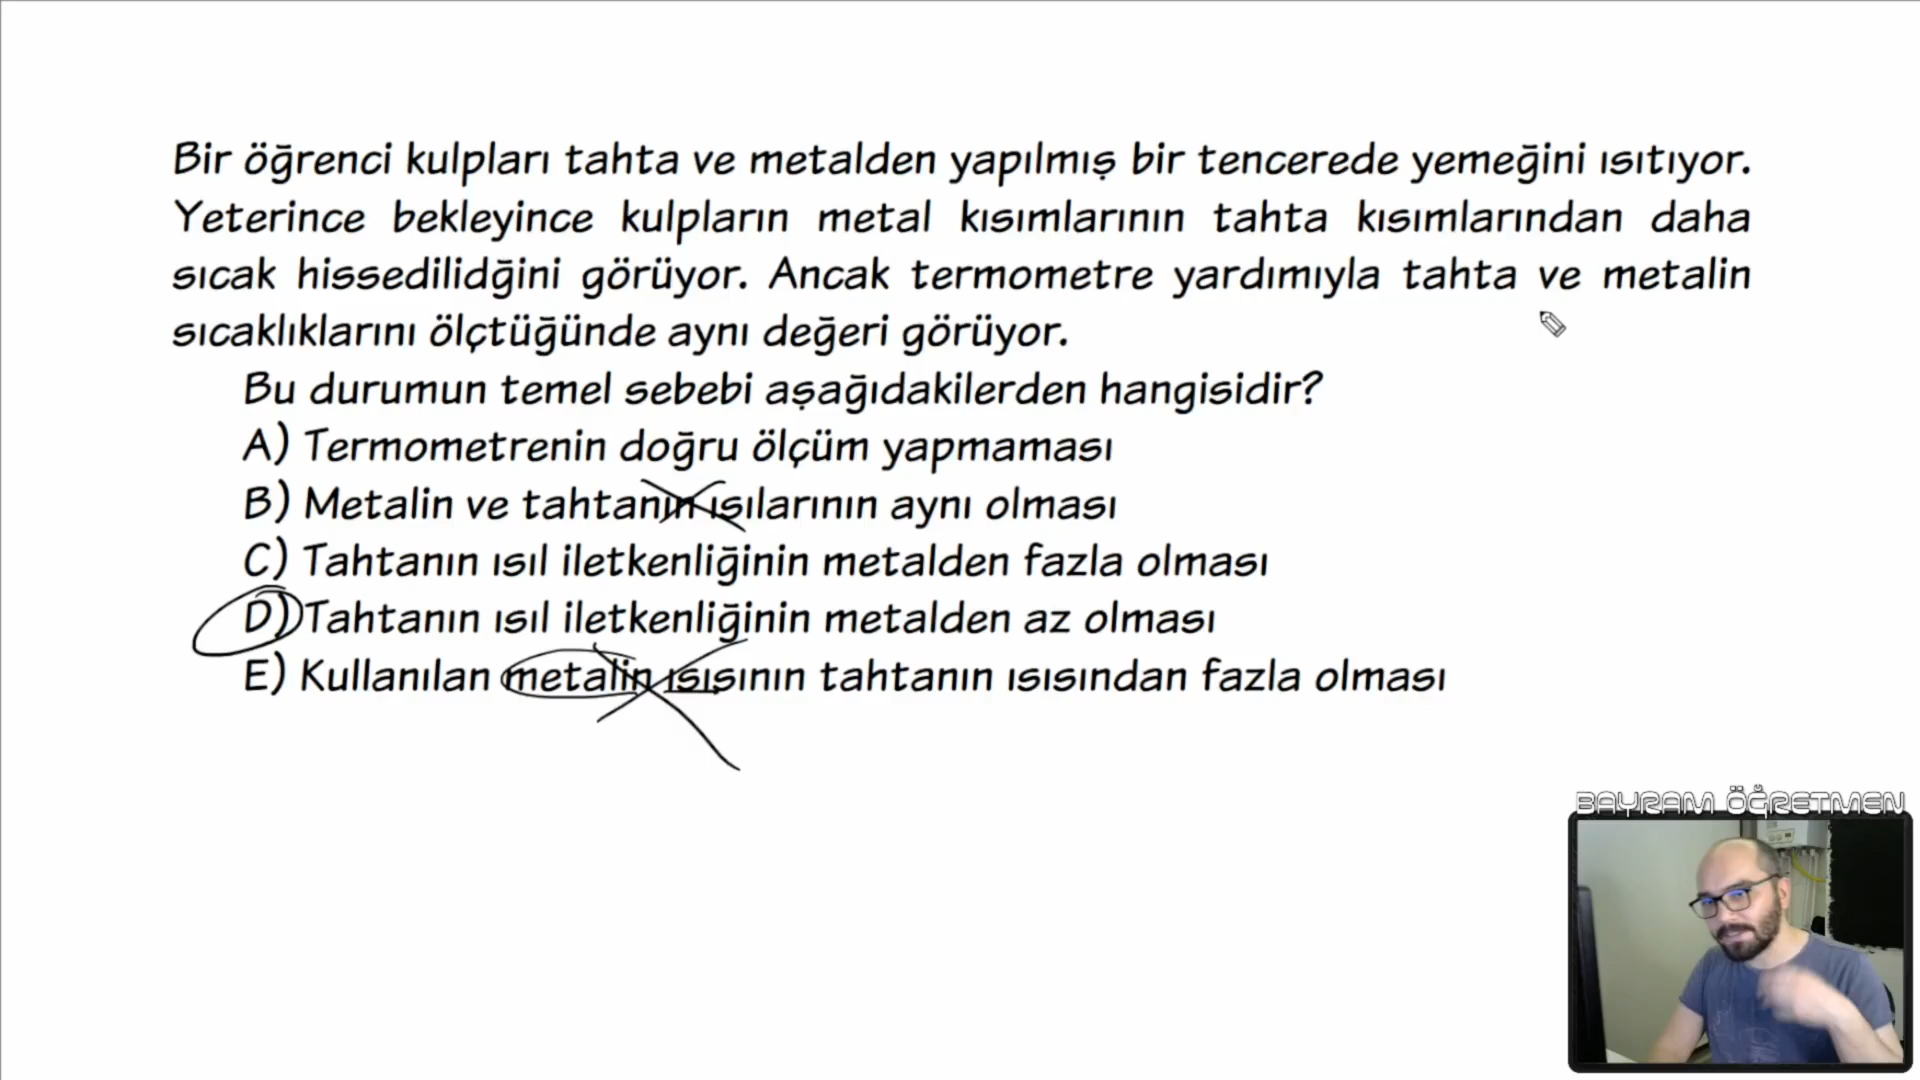 Bir öğrenci kulpları tahta ve metalden yapılmış bir tencerede yemeğini ısıtıyor.
Yeterince bekleyince kulpların metal kısımlarının tahta kısımlarından daha
sıcak hissedilidğini görüyor. Ancak termometre yardımıyla tahta ve metalin
sıcaklıklarını ölçtüğünde aynı değeri görüyor.
Bu durumun temel sebebi aşağıdakilerden hangisidir?
A) Termometrenin doğru ölçüm yapmaması
B) Metalin ve tahtanın ısılarının aynı olması
C) Tahtanın ısıl iletkenliğinin metalden fazla olması
D) Tahtanın ısıl iletkenliğinin metalden az olması
E) Kullanılan metalin ısısının tahtanın ısısından fazla olması
BAYRAM ÖĞRETMEN